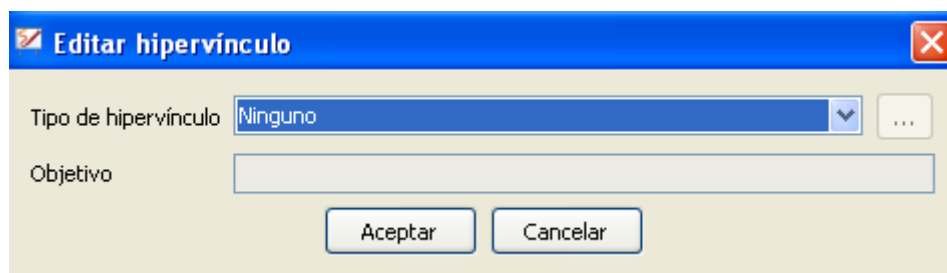 Editar hipervínculo
Tipo de hipervínculo Ninguno ...
Objetivo
Aceptar Cancelar